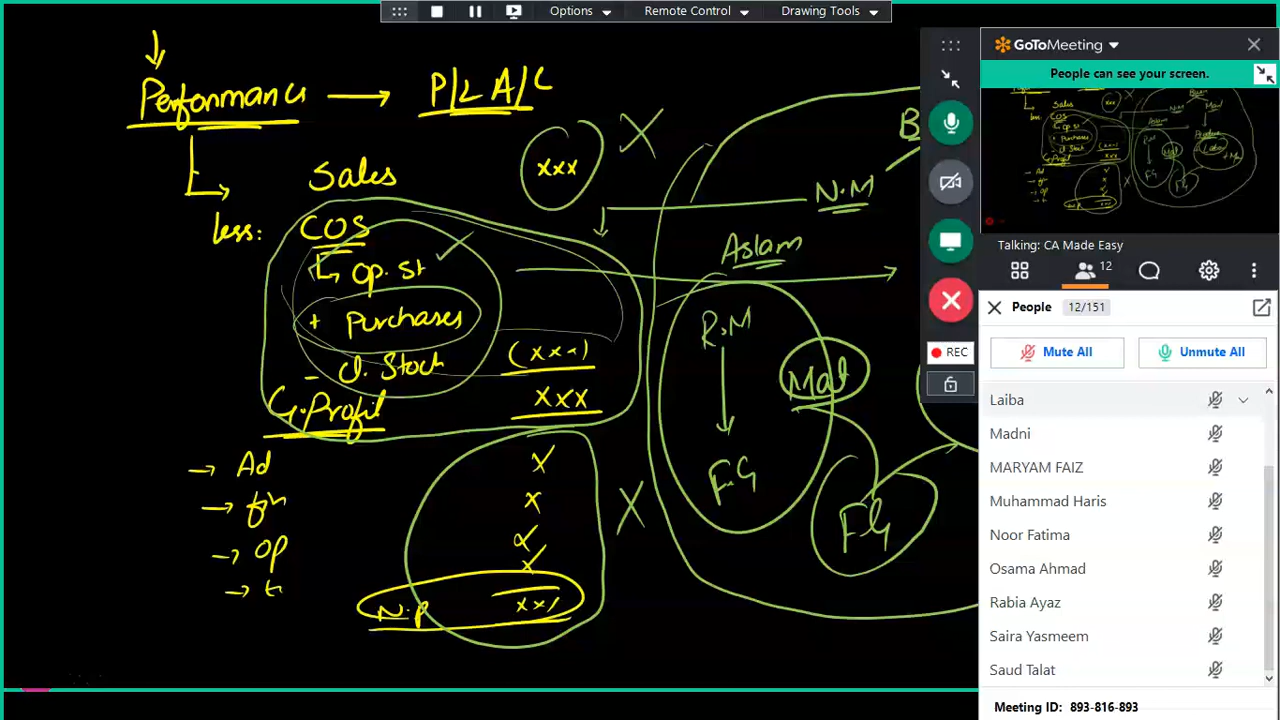 Options
Remote Control
Drawing Tools
Performance → P/L A/C
Sales xxx X
less: COS
op. st
+ Purchases
- Cl. Stock (xxx)
G. Profit xxx
→ Ad x
→ fin x
→ op x
→ t
N.P xxx
X
B
N.M
Aslam
R.M
Mat
F.G
FG
GoToMeeting
People can see your screen.
Talking: CA Made Easy
12
People 12/151
Mute All
Unmute All
REC
Laiba
Madni
MARYAM FAIZ
Muhammad Haris
Noor Fatima
Osama Ahmad
Rabia Ayaz
Saira Yasmeem
Saud Talat
Meeting ID: 893-816-893